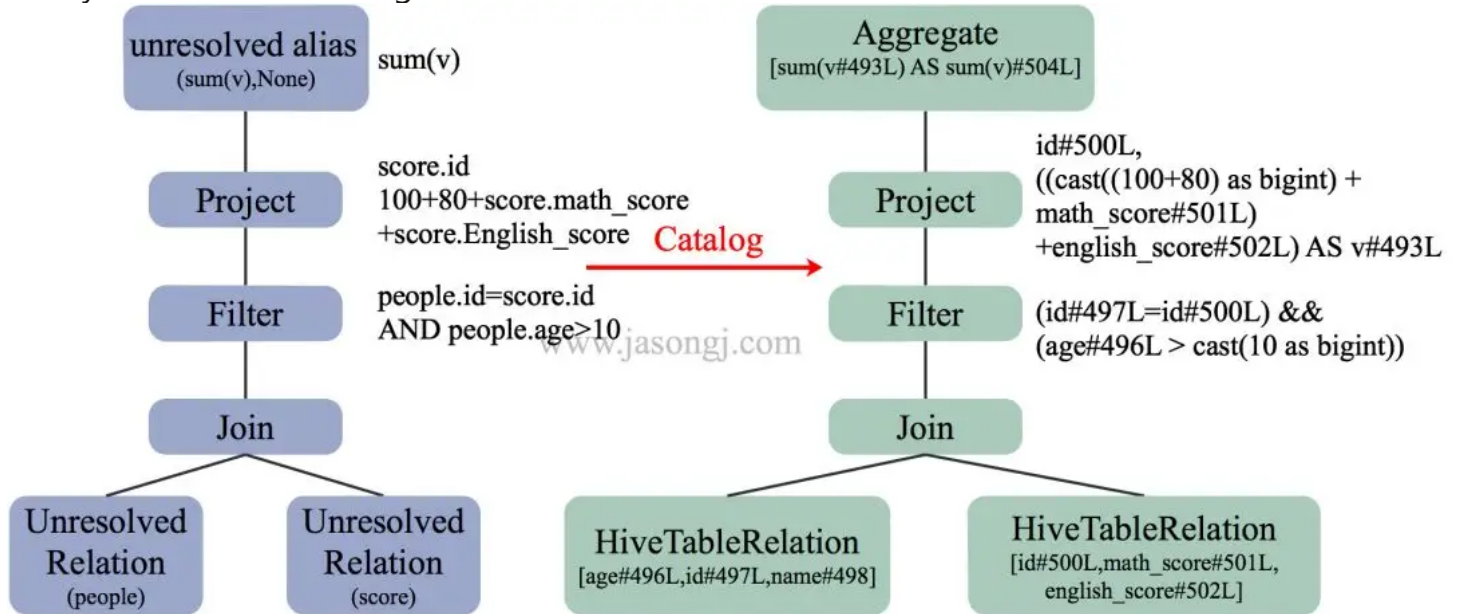 unresolved alias
(sum(v),None)
sum(v)
Project
score.id
100+80+score.math_score
+score.English_score
Filter
people.id=score.id
AND people.age>10
Join
Unresolved
Relation
(people)
Unresolved
Relation
(score)
Catalog
www.jasongj.com
Aggregate
[sum(v#493L) AS sum(v)#504L]
Project
id#500L,
((cast((100+80) as bigint) +
math_score#501L)
+english_score#502L) AS v#493L
Filter
(id#497L=id#500L) &&
(age#496L > cast(10 as bigint))
Join
HiveTableRelation
[age#496L,id#497L,name#498]
HiveTableRelation
[id#500L,math_score#501L,
english_score#502L]